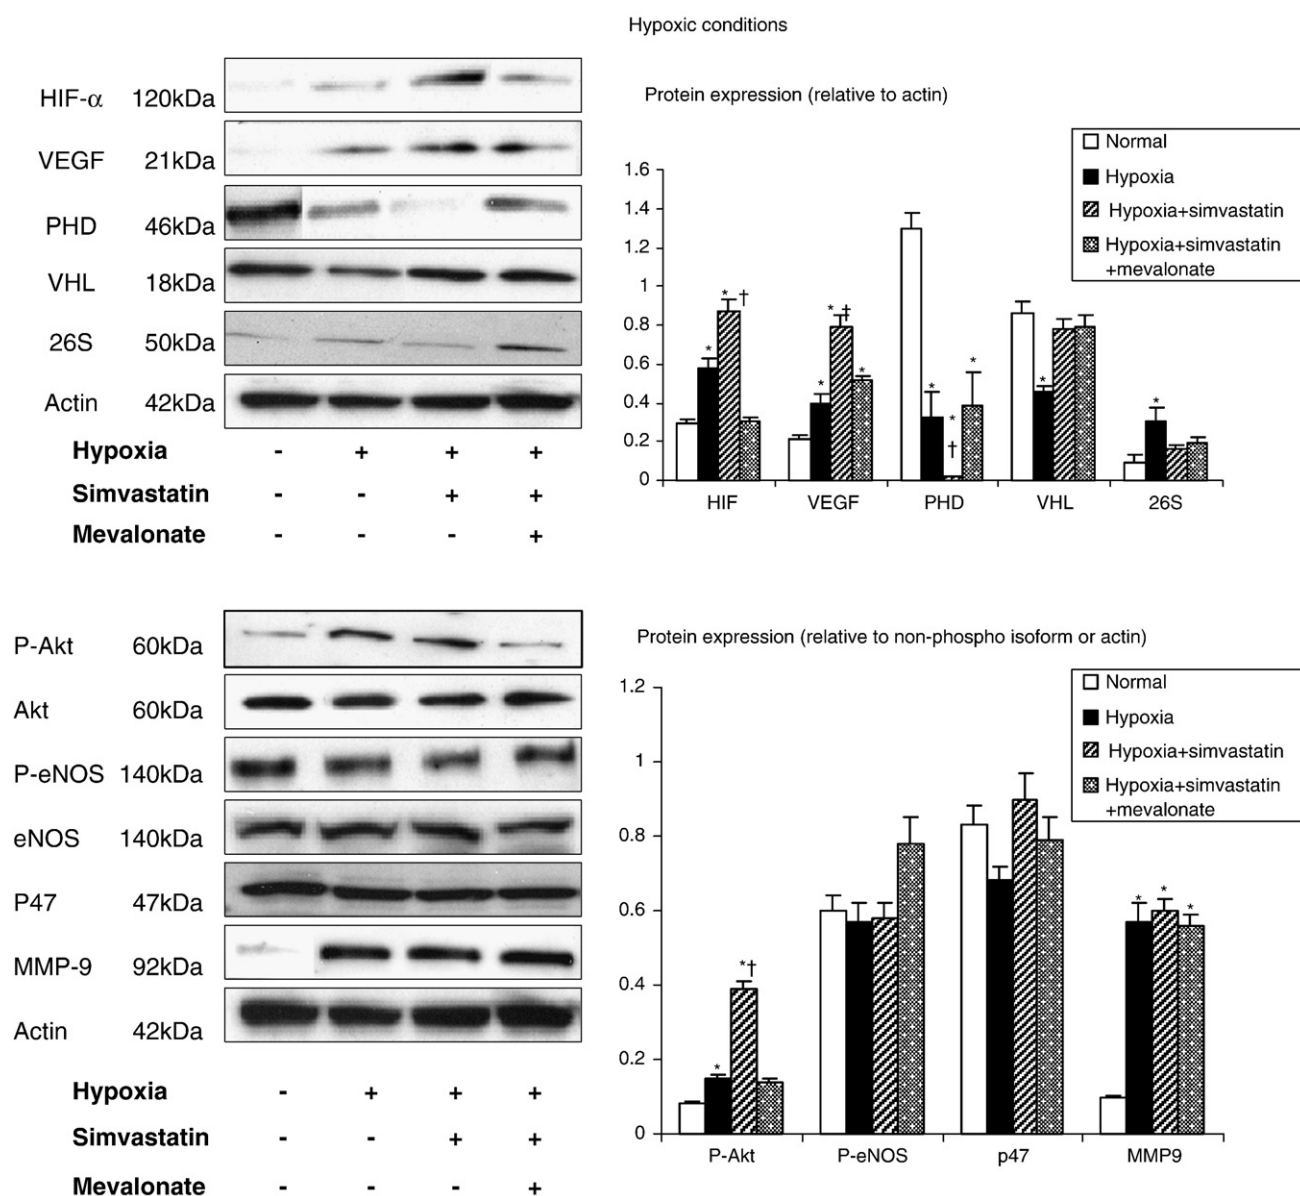 Hypoxic conditions
HIF-α 120kDa
VEGF 21kDa
PHD 46kDa
VHL 18kDa
26S 50kDa
Actin 42kDa
Hypoxia - + + +
Simvastatin - - + +
Mevalonate - - - +
Protein expression (relative to actin)
Normal
Hypoxia
Hypoxia+simvastatin
Hypoxia+simvastatin
+mevalonate
1.6
1.4
1.2
1
0.8
0.6
0.4
0.2
0
* * †
* * ‡ *
* * † *
*
*
HIF VEGF PHD VHL 26S
P-Akt 60kDa
Akt 60kDa
P-eNOS 140kDa
eNOS 140kDa
P47 47kDa
MMP-9 92kDa
Actin 42kDa
Hypoxia - + + +
Simvastatin - - + +
Mevalonate - - - +
Protein expression (relative to non-phospho isoform or actin)
Normal
Hypoxia
Hypoxia+simvastatin
Hypoxia+simvastatin
+mevalonate
1.2
1
0.8
0.6
0.4
0.2
0
* *†
* * *
P-Akt P-eNOS p47 MMP9